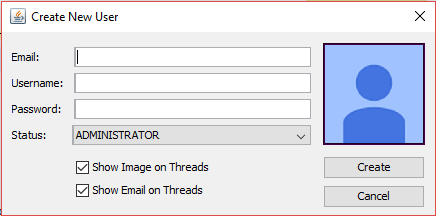 Create New User
Email:
Username:
Password:
Status: ADMINISTRATOR
Show Image on Threads
Create
Show Email on Threads
Cancel